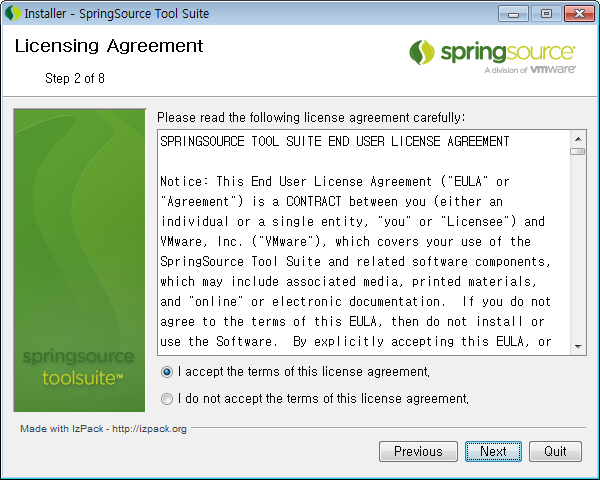 Installer - SpringSource Tool Suite
Licensing Agreement
Step 2 of 8
springsource
A division of vmware
Please read the following license agreement carefully:
SPRINGSOURCE TOOL SUITE END USER LICENSE AGREEMENT
Notice: This End User License Agreement ("EULA" or
"Agreement") is a CONTRACT between you (either an
individual or a single entity, "you" or "Licensee") and
VMware, Inc. ("VMware"), which covers your use of the
SpringSource Tool Suite and related software components,
which may include associated media, printed materials,
and "online" or electronic documentation.  If you do not
agree to the terms of this EULA, then do not install or
use the Software.  By explicitly accepting this EULA, or
springsource
toolsuite™
I accept the terms of this license agreement.
I do not accept the terms of this license agreement.
Made with IzPack - http://izpack.org
Previous
Next
Quit